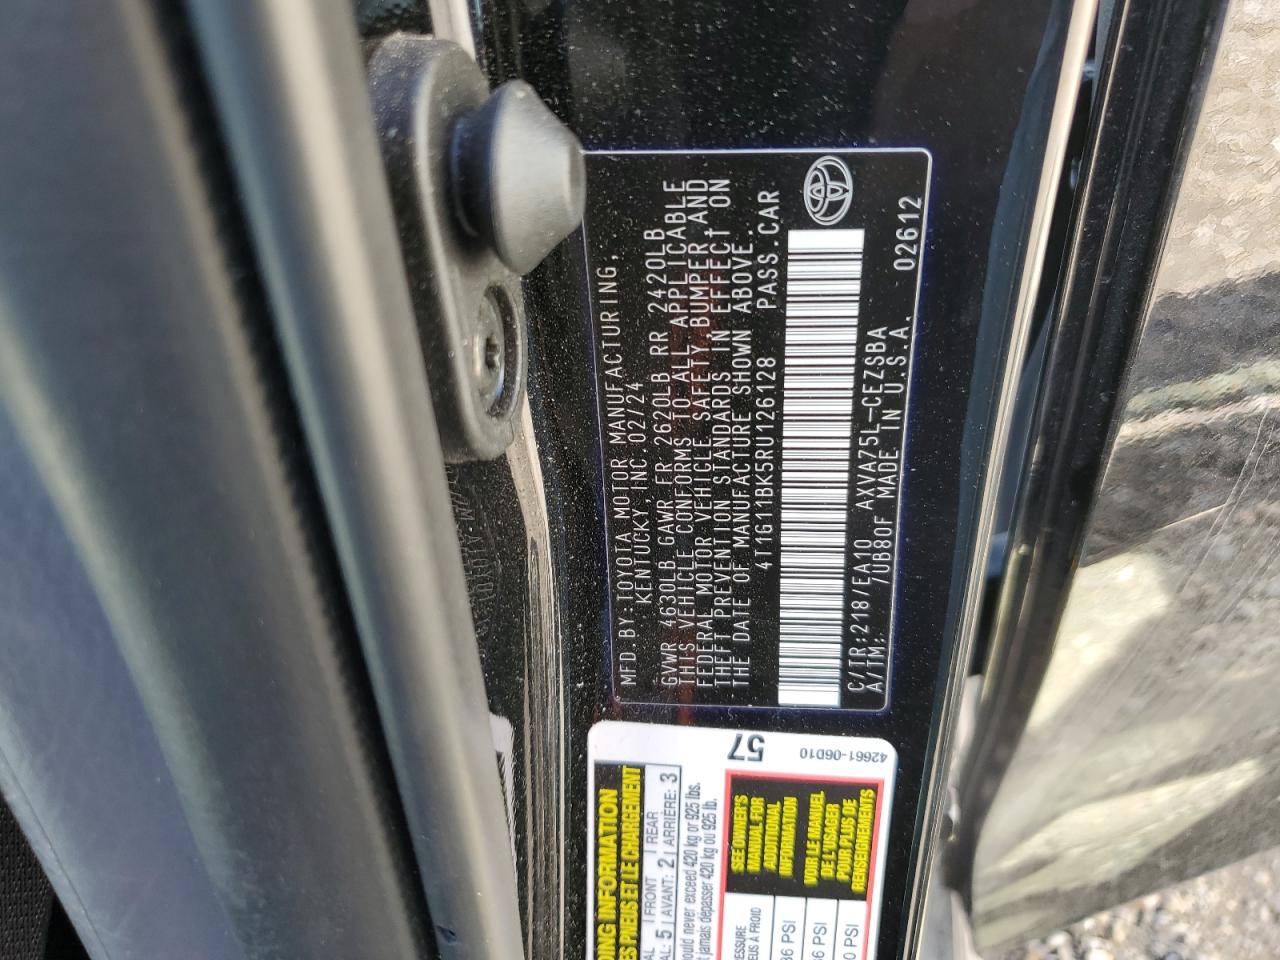 MFD.BY:TOYOTA MOTOR MANUFACTURING,
KENTUCKY,INC.02/24
GVWR 4630LB GAWR FR 2620LB RR 2420LB
THIS VEHICLE CONFORMS TO ALL APPLICABLE
FEDERAL MOTOR VEHICLE SAFETY,BUMPER,AND
THEFT PREVENTION STANDARDS IN EFFECT ON
THE DATE OF MANUFACTURE SHOWN ABOVE.
4T1G11BK5RU126128 PASS.CAR
C/TR:218/EA10 AXVA75L-CEZSBA 02612
A/TM: /UB80F MADE IN U.S.A.
INFORMATION
PNEUS ET LE CHARGEMENT
FRONT REAR
5 AVANT: 2 ARRIÈRE: 3
never exceed 420 kg or 925 lbs.
jamais dépasser 420 kg ou 925 lb.
57
42661-06D10
SEE OWNER'S
MANUAL FOR
ADDITIONAL
INFORMATION
VOIR LE MANUEL
DE L'USAGER
POUR PLUS DE
RENSEIGNEMENTS
À FROID
PSI
PSI
PSI